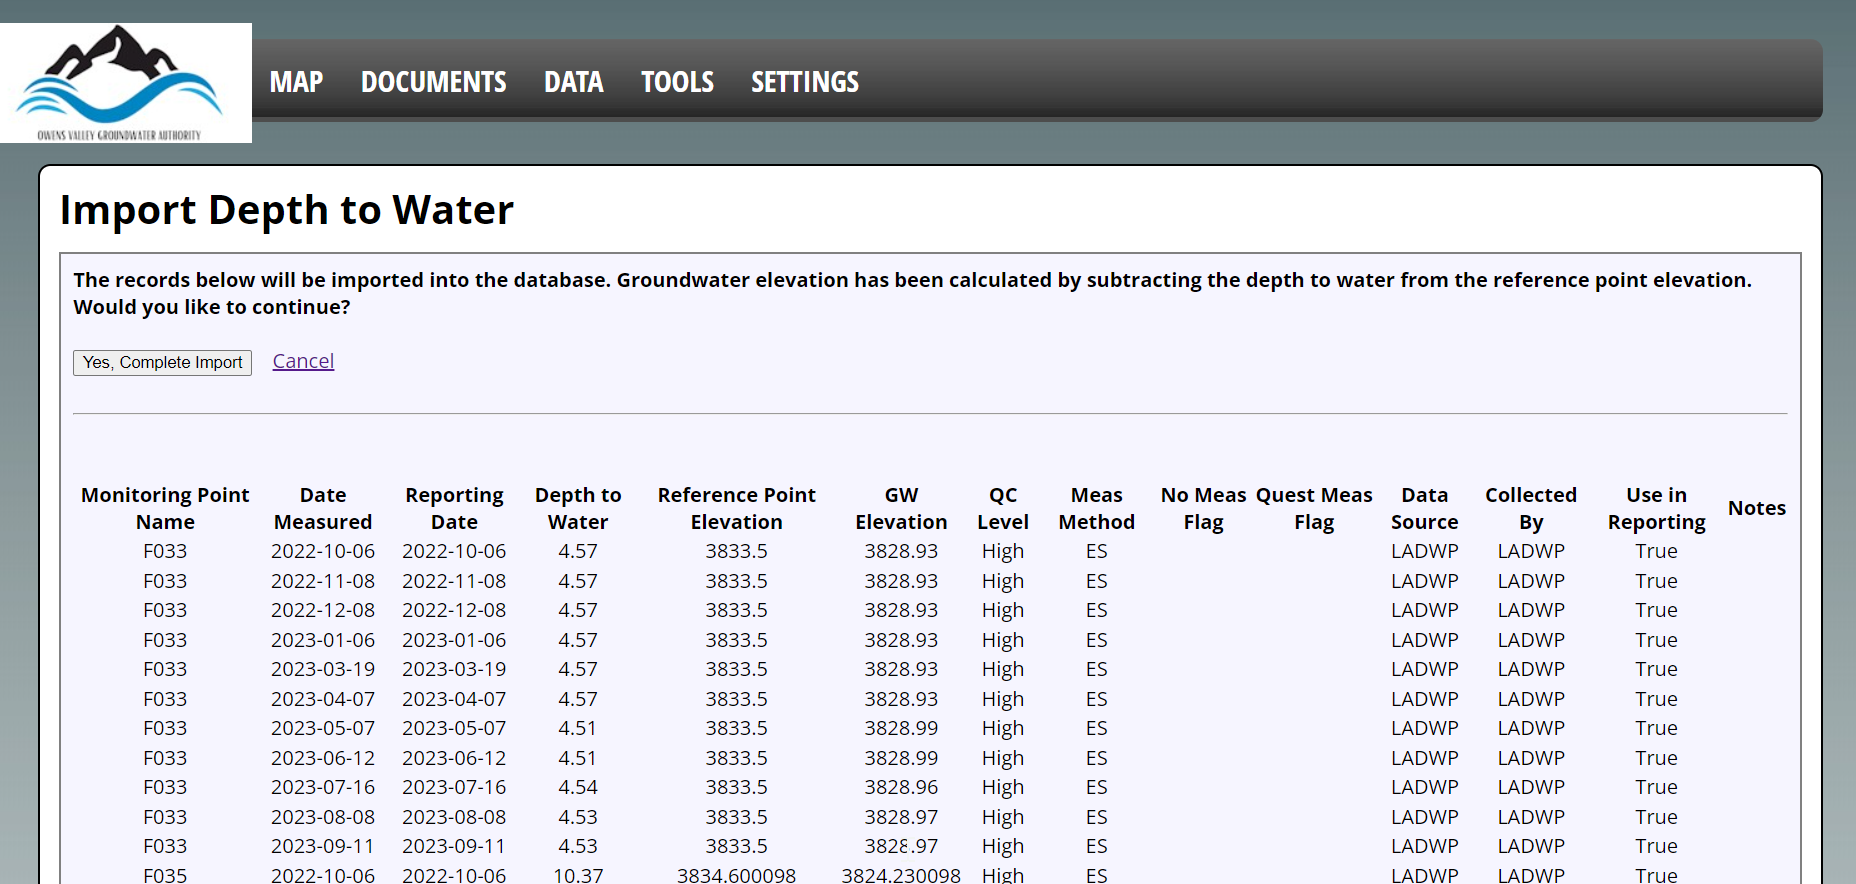 OWENS VALLEY GROUNDWATER AUTHORITY
MAP DOCUMENTS DATA TOOLS SETTINGS
Import Depth to Water
The records below will be imported into the database. Groundwater elevation has been calculated by subtracting the depth to water from the reference point elevation.
Would you like to continue?
Yes, Complete Import Cancel
Monitoring Point Name Date Measured Reporting Date Depth to Water Reference Point Elevation GW Elevation QC Level Meas Method No Meas Flag Quest Meas Flag Data Source Collected By Use in Reporting Notes
F033 2022-10-06 2022-10-06 4.57 3833.5 3828.93 High ES LADWP LADWP True
F033 2022-11-08 2022-11-08 4.57 3833.5 3828.93 High ES LADWP LADWP True
F033 2022-12-08 2022-12-08 4.57 3833.5 3828.93 High ES LADWP LADWP True
F033 2023-01-06 2023-01-06 4.57 3833.5 3828.93 High ES LADWP LADWP True
F033 2023-03-19 2023-03-19 4.57 3833.5 3828.93 High ES LADWP LADWP True
F033 2023-04-07 2023-04-07 4.57 3833.5 3828.93 High ES LADWP LADWP True
F033 2023-05-07 2023-05-07 4.51 3833.5 3828.99 High ES LADWP LADWP True
F033 2023-06-12 2023-06-12 4.51 3833.5 3828.99 High ES LADWP LADWP True
F033 2023-07-16 2023-07-16 4.54 3833.5 3828.96 High ES LADWP LADWP True
F033 2023-08-08 2023-08-08 4.53 3833.5 3828.97 High ES LADWP LADWP True
F033 2023-09-11 2023-09-11 4.53 3833.5 3828.97 High ES LADWP LADWP True
F035 2022-10-06 2022-10-06 10.37 3834.600098 3824.230098 High ES LADWP LADWP True